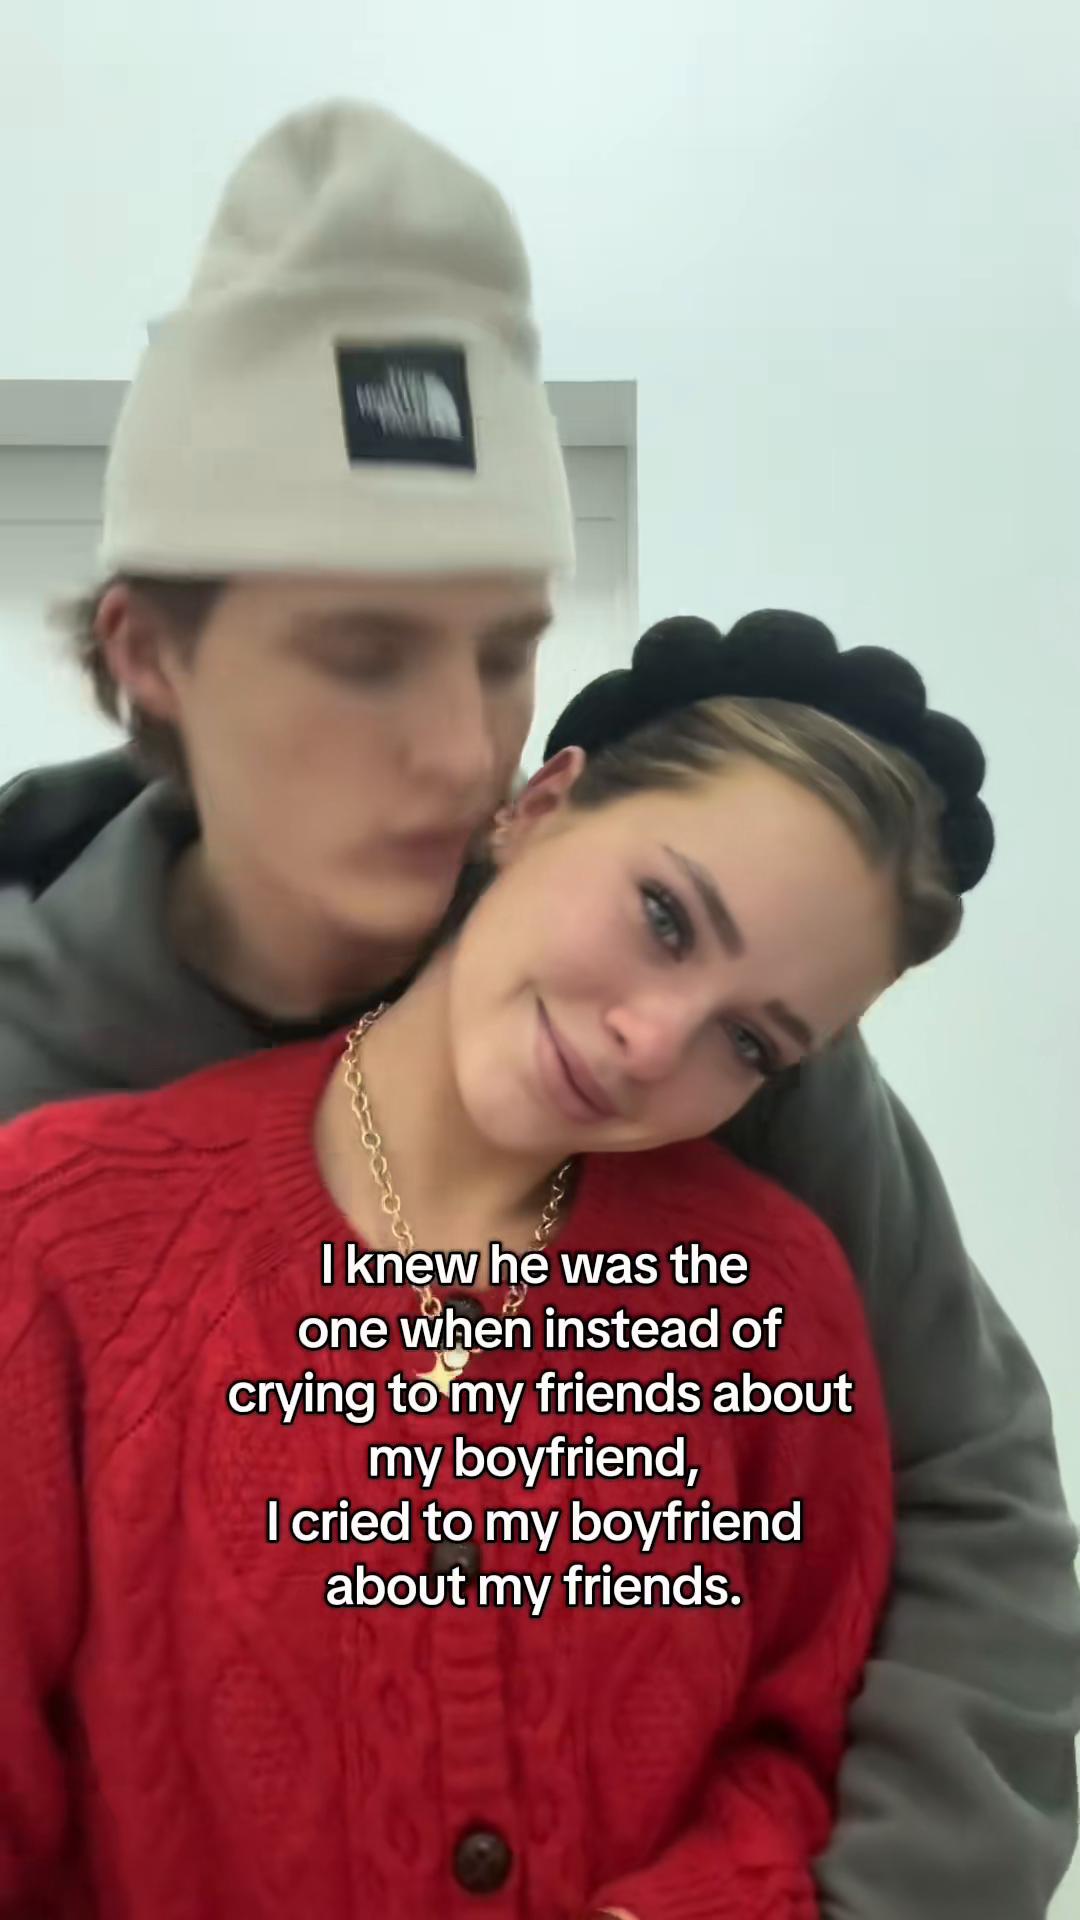 I knew he was the
one when instead of
crying to my friends about
my boyfriend,
I cried to my boyfriend
about my friends.